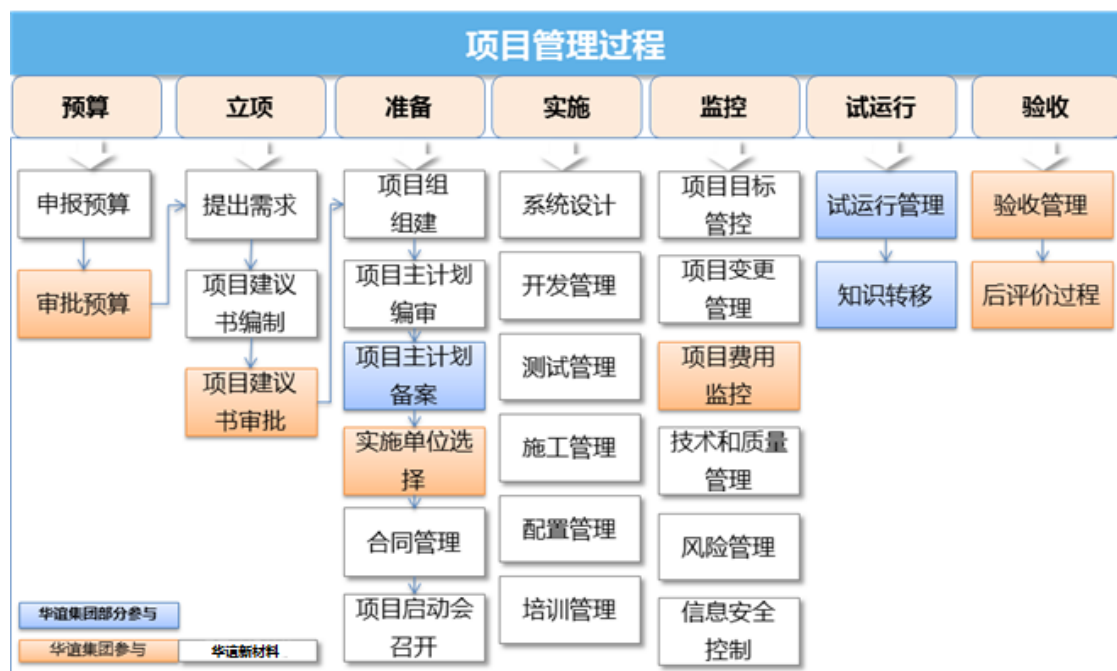 项目管理过程
预算
立项
准备
实施
监控
试运行
验收
申报预算
审批预算
提出需求
项目建议
书编制
项目建议
书审批
项目组
组建
项目主计划
编审
项目主计划
备案
实施单位选
择
合同管理
项目启动会
召开
系统设计
开发管理
测试管理
施工管理
配置管理
培训管理
项目目标
管控
项目变更
管理
项目费用
监控
技术和质量
管理
风险管理
信息安全
控制
试运行管理
知识转移
验收管理
后评价过程
华谊集团部分参与
华谊集团参与
华谊新材料